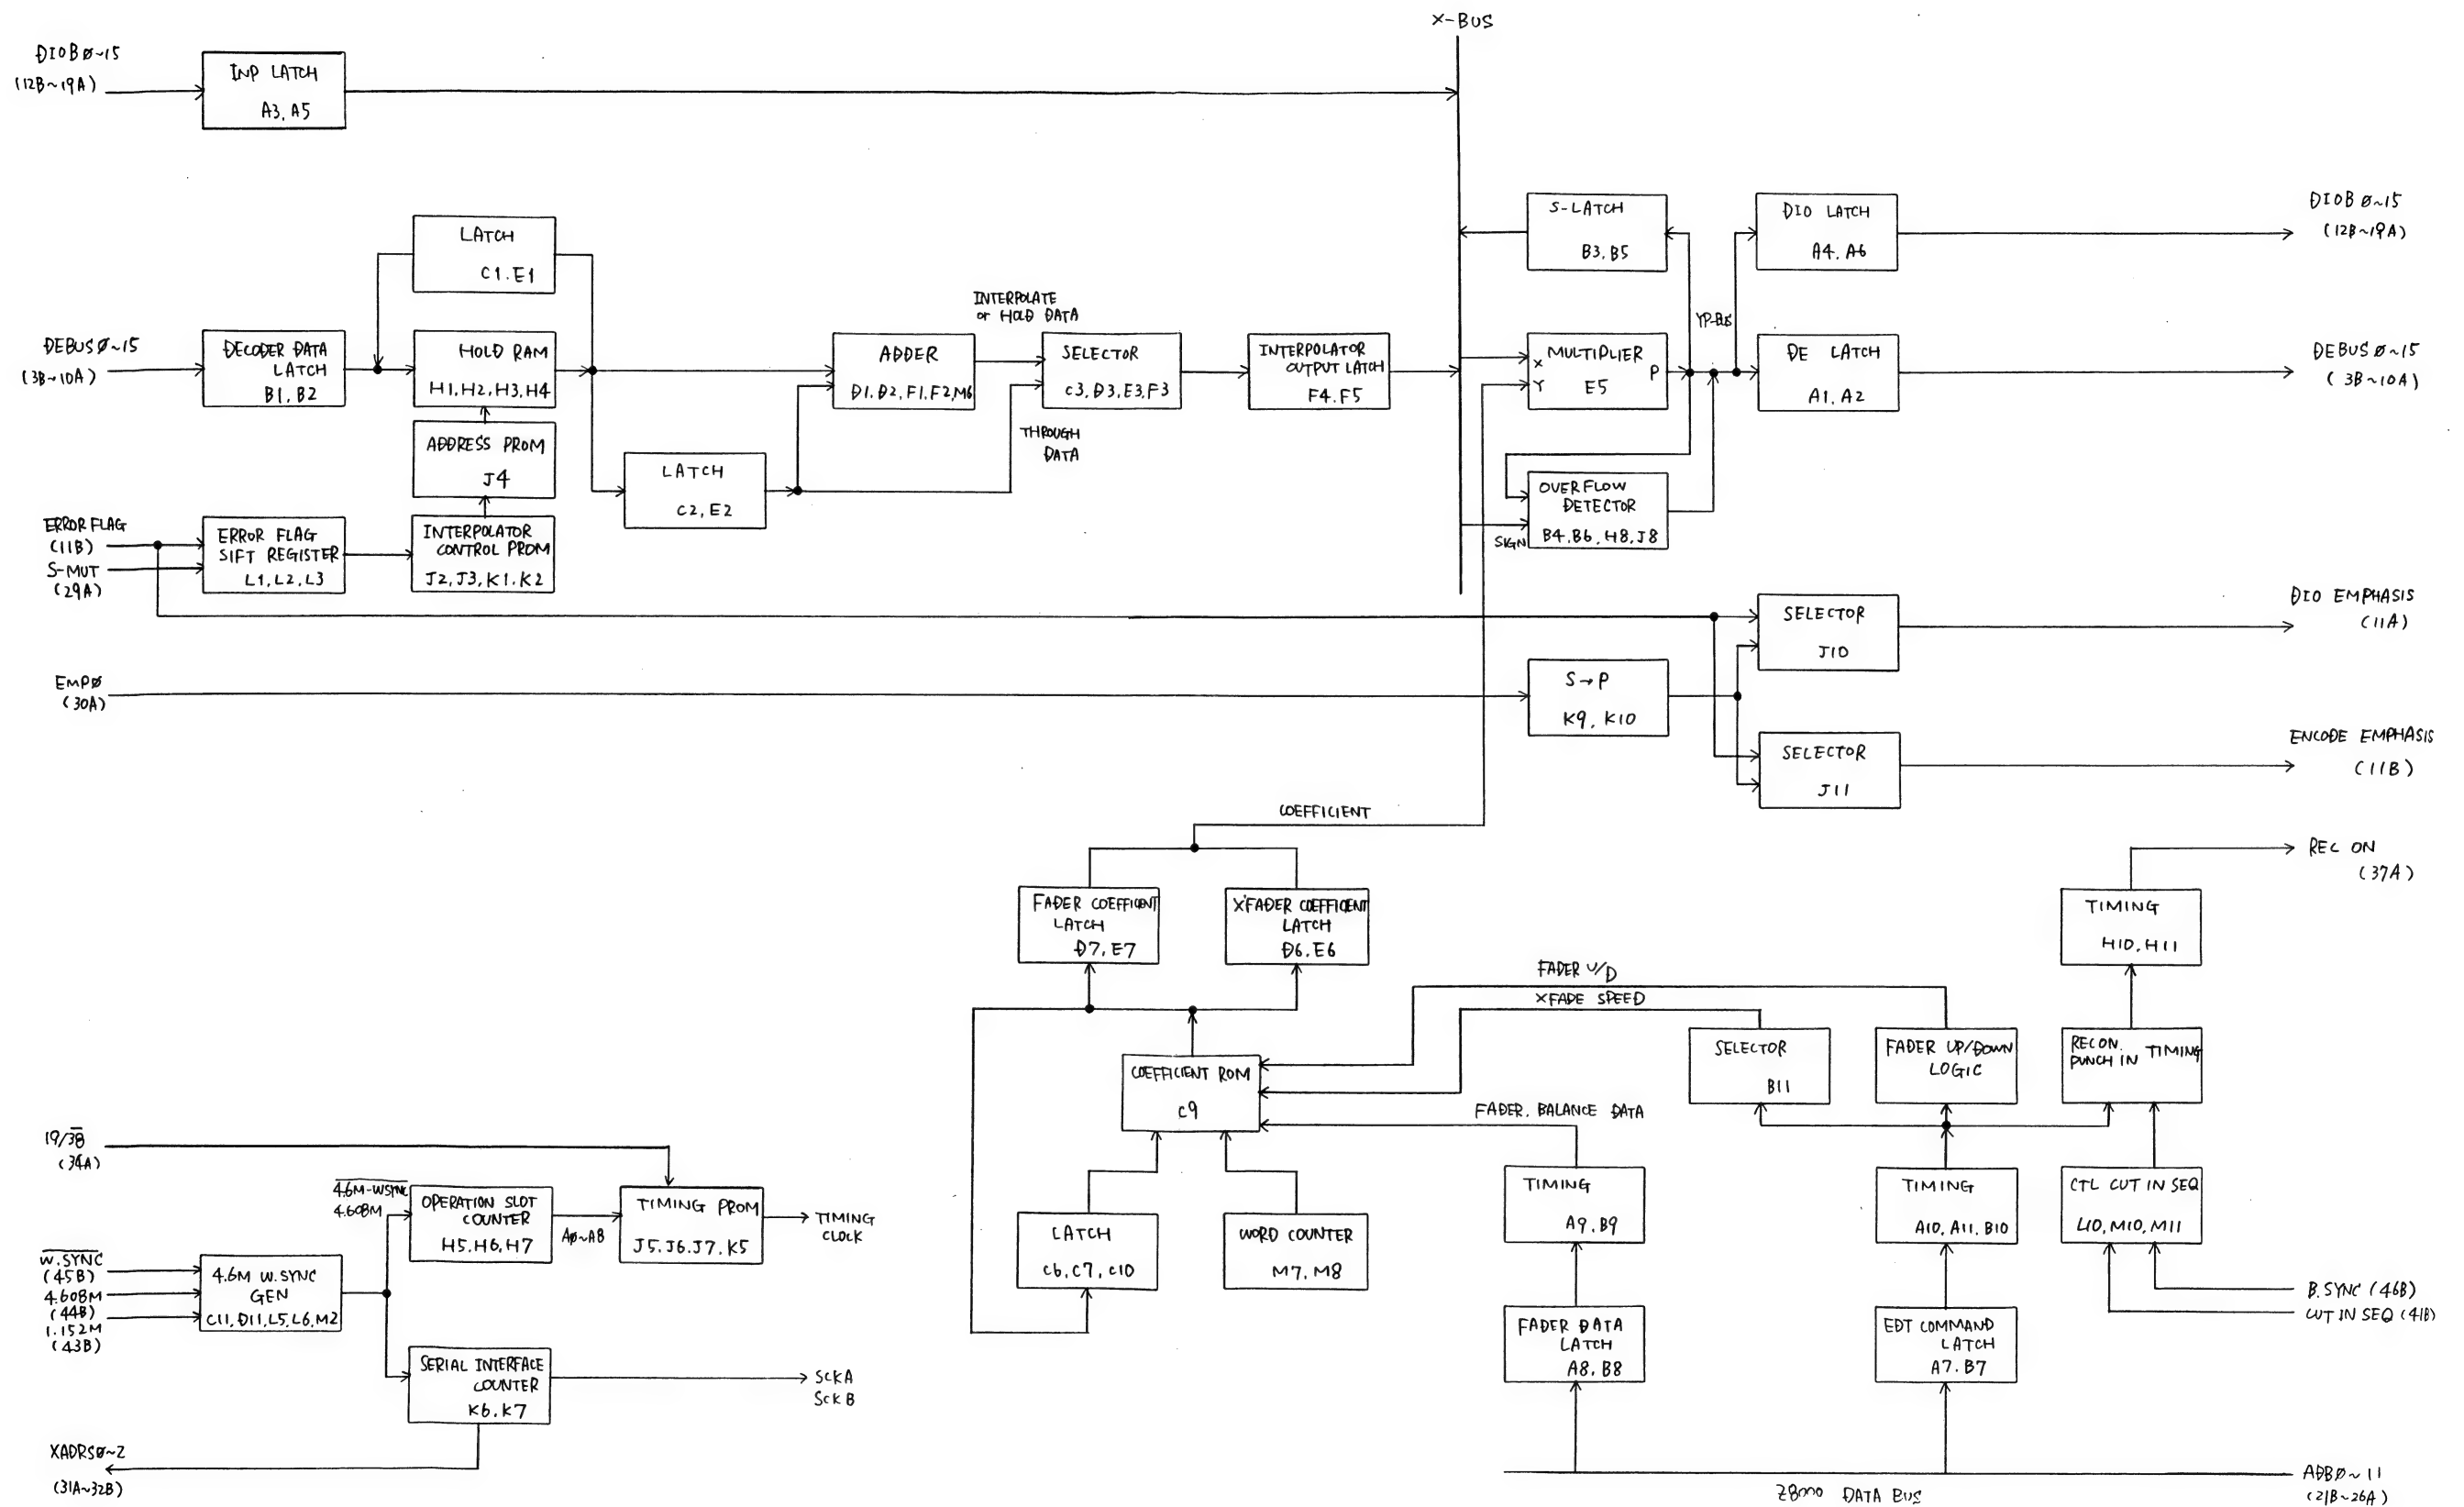 X-BUS
DIOBø~15
(12B~19A)
INP LATCH
A3, A5
S-LATCH
B3, B5
DIO LATCH
A4, A6
DIOBø~15
(12B~19A)
LATCH
C1, E1
DEBUSø~15
(3B~10A)
DECODER DATA
LATCH
B1, B2
HOLD RAM
H1, H2, H3, H4
ADDER
D1, D2, F1, F2, M6
INTERPOLATE
or HOLD DATA
SELECTOR
C3, D3, E3, F3
THROUGH
DATA
INTERPOLATOR
OUTPUT LATCH
F4, F5
MULTIPLIER
X
Y
P
E5
YP-BUS
DE LATCH
A1, A2
DEBUSø~15
(3B~10A)
ADDRESS PROM
J4
LATCH
C2, E2
OVERFLOW
DETECTOR
B4, B6, H8, J8
SIGN
ERROR FLAG
(11B)
S-MUT
(29A)
ERROR FLAG
SIFT REGISTER
L1, L2, L3
INTERPOLATOR
CONTROL PROM
J2, J3, K1, K2
SELECTOR
J10
DIO EMPHASIS
(11A)
EMPø
(30A)
S→P
K9, K10
SELECTOR
J11
ENCODE EMPHASIS
(11B)
COEFFICIENT
FADER COEFFICIENT
LATCH
D7, E7
X'FADER COEFFICIENT
LATCH
D6, E6
REC ON
(37A)
TIMING
H10, H11
FADER U/D
XFADE SPEED
COEFFICIENT ROM
C9
SELECTOR
B11
FADER UP/DOWN
LOGIC
RECON.
PUNCH IN TIMING
FADER. BALANCE DATA
19/38
(34A)
4.6M-WSYNC
4.608M
OPERATION SLOT
COUNTER
H5, H6, H7
Aø~A8
TIMING PROM
J5, J6, J7, K5
TIMING
CLOCK
LATCH
C6, C7, C10
WORD COUNTER
M7, M8
TIMING
A9, B9
TIMING
A10, A11, B10
CTL CUT IN SEQ
L10, M10, M11
W.SYNC
(45B)
4.608M
(44B)
1.152M
(43B)
4.6M W.SYNC
GEN
C11, D11, L5, L6, M2
B.SYNC (46B)
CUT IN SEQ (41B)
FADER DATA
LATCH
A8, B8
EDT COMMAND
LATCH
A7, B7
SERIAL INTERFACE
COUNTER
K6, K7
SCKA
SCKB
XADRSø~2
(31A~32B)
Z8000 DATA BUS
ADBø~11
(21B~26A)